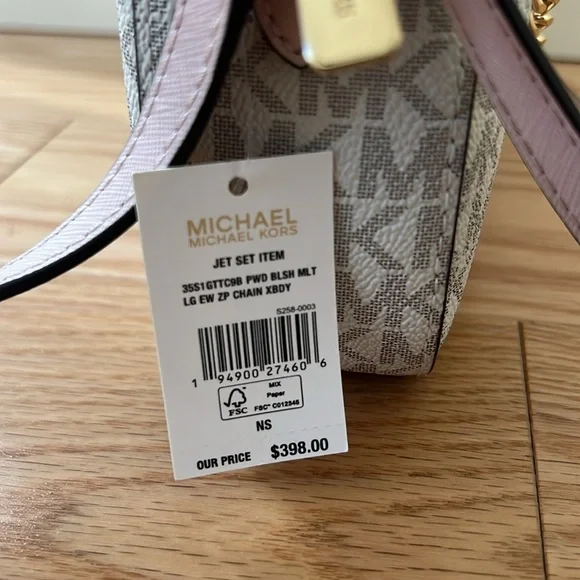 MICHAEL
MICHAEL KORS
JET SET ITEM
35S1GTTC9B PWD BLSH MLT
LG EW ZP CHAIN XBDY
S258-0003
1 94900 27460 6
FSC
MIX
Paper
FSC™ C012345
NS
OUR PRICE $398.00